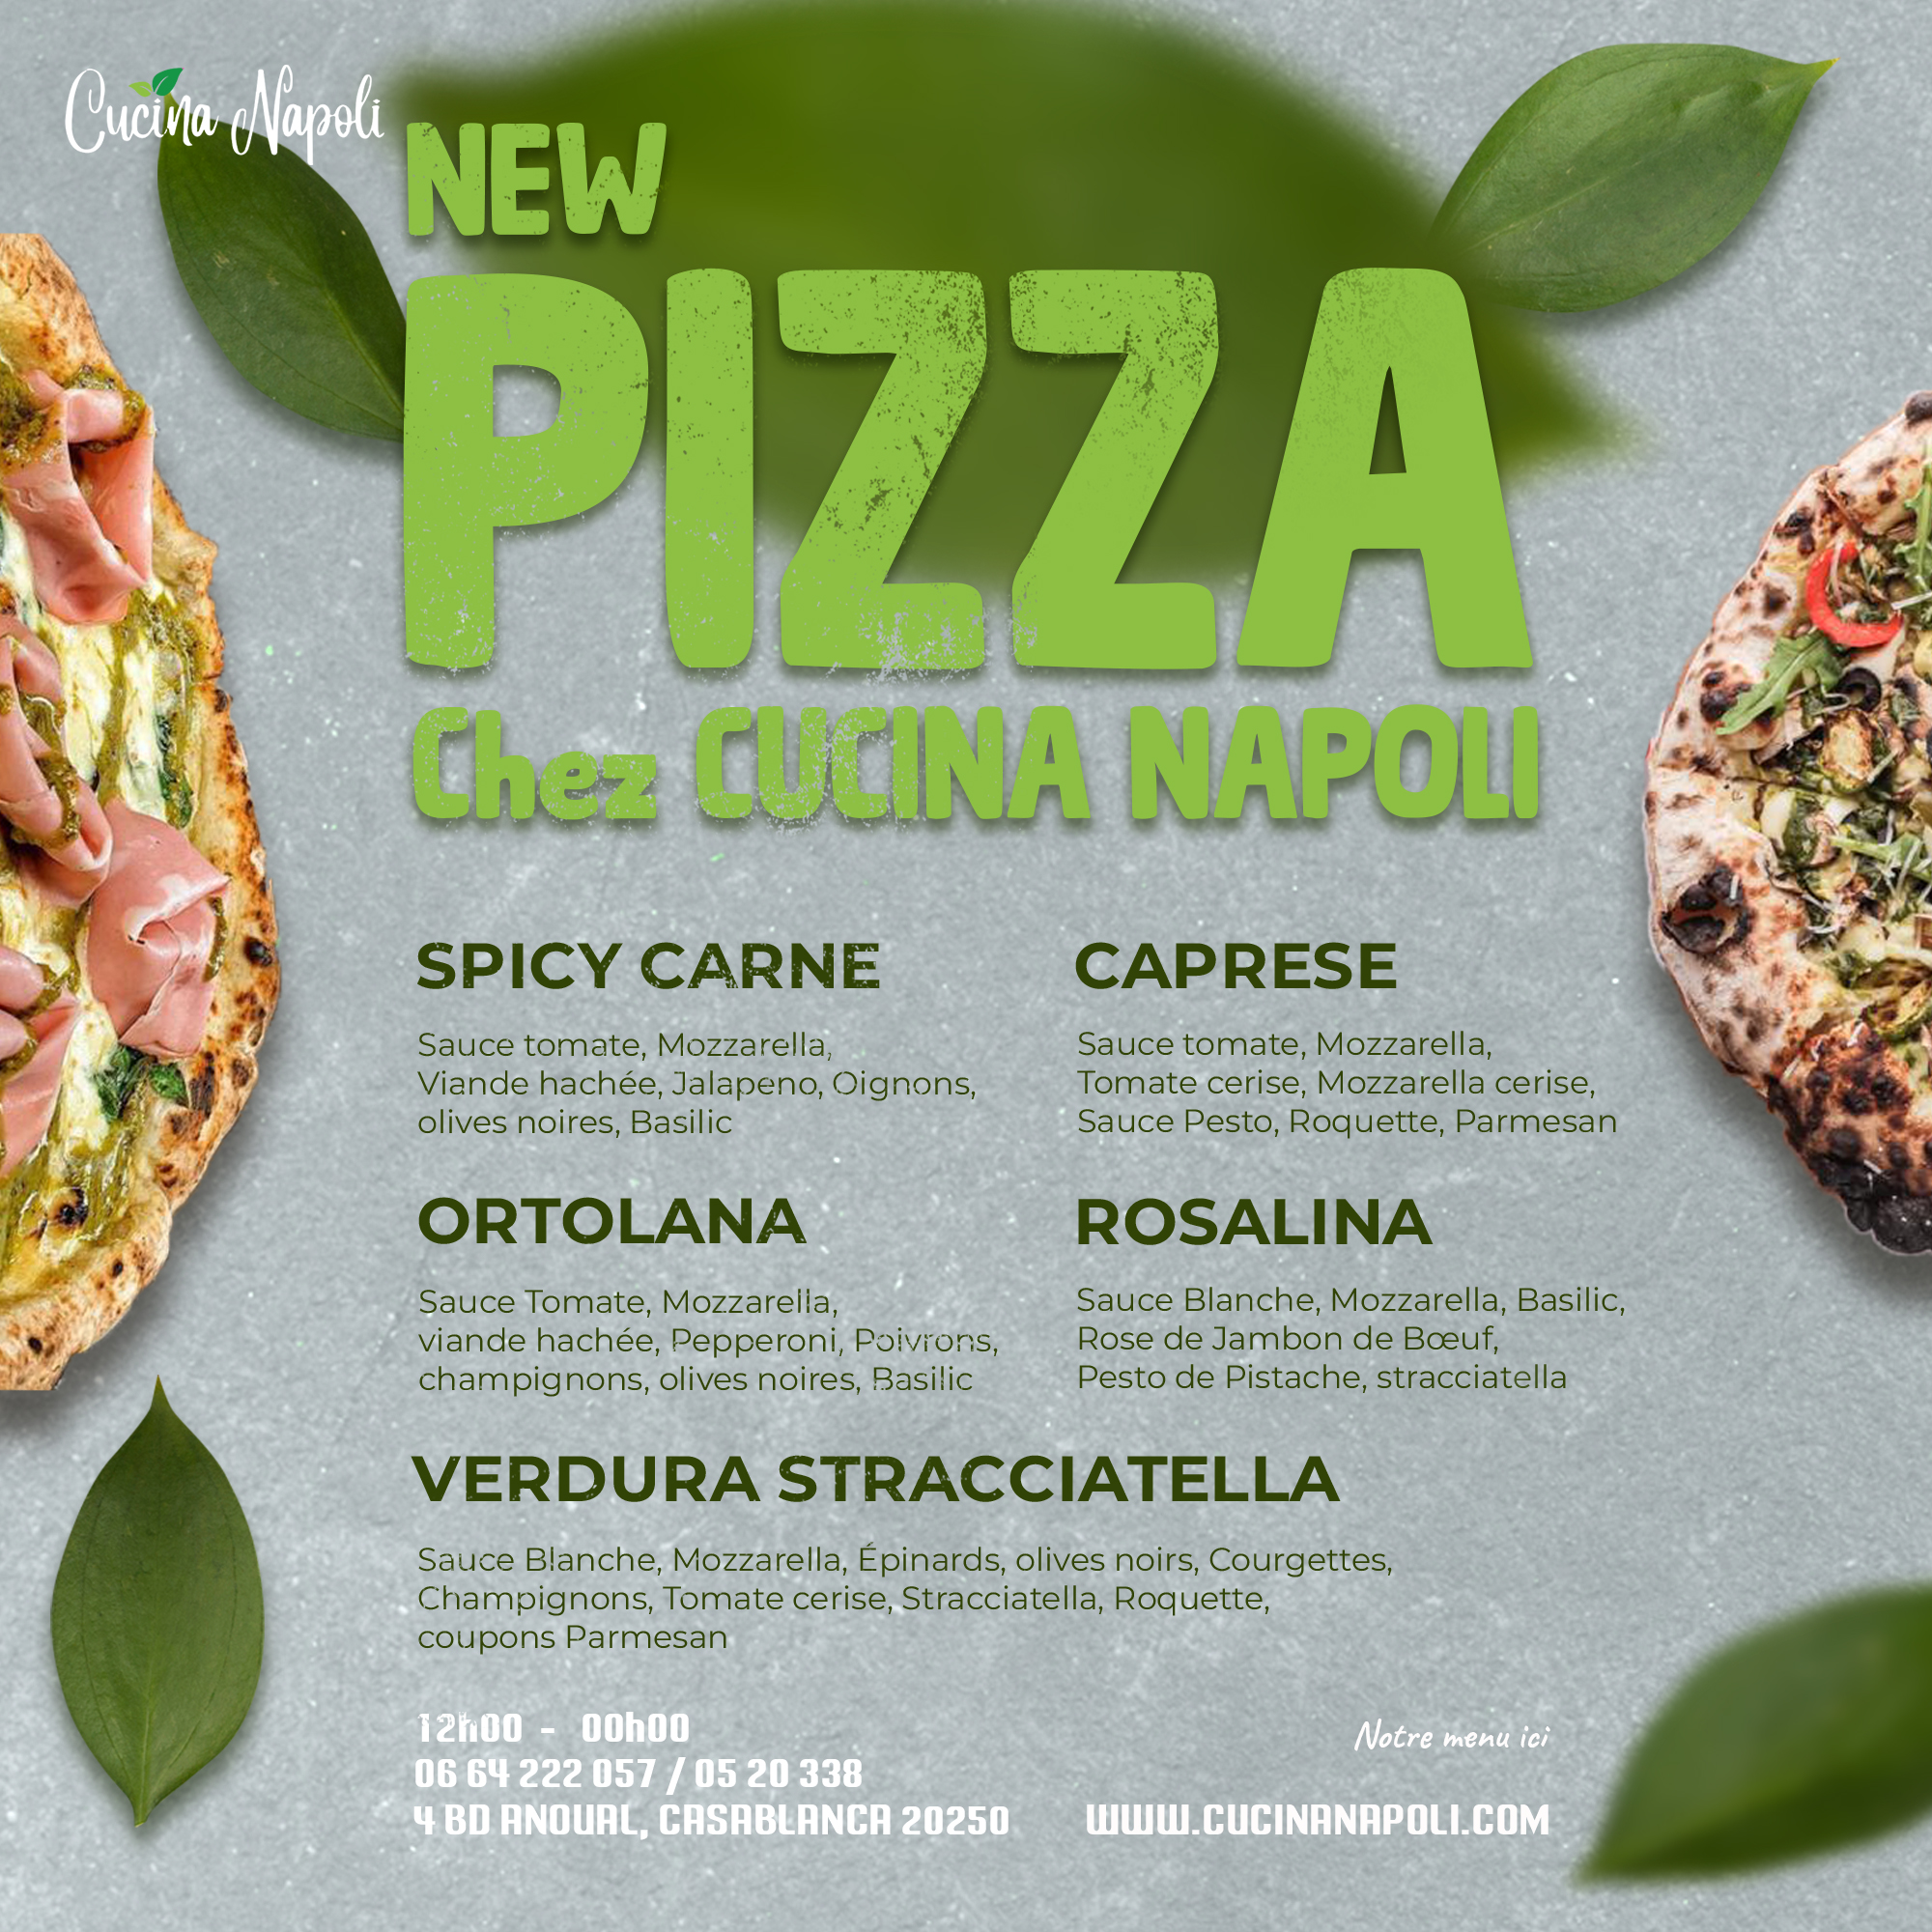 Cucina Napoli
NEW
PIZZA
Chez CUCINA NAPOLI
SPICY CARNE
Sauce tomate, Mozzarella,
Viande hachée, Jalapeno, Oignons,
olives noires, Basilic
CAPRESE
Sauce tomate, Mozzarella,
Tomate cerise, Mozzarella cerise,
Sauce Pesto, Roquette, Parmesan
ORTOLANA
Sauce Tomate, Mozzarella,
viande hachée, Pepperoni, Poivrons,
champignons, olives noires, Basilic
ROSALINA
Sauce Blanche, Mozzarella, Basilic,
Rose de Jambon de Bœuf,
Pesto de Pistache, stracciatella
VERDURA STRACCIATELLA
Sauce Blanche, Mozzarella, Épinards, olives noirs, Courgettes,
Champignons, Tomate cerise, Stracciatella, Roquette,
coupons Parmesan
12h00 - 00h00
06 64 222 057 / 05 20 338
4 BD ANOUAL, CASABLANCA 20250
Notre menu ici
WWW.CUCINANAPOLI.COM